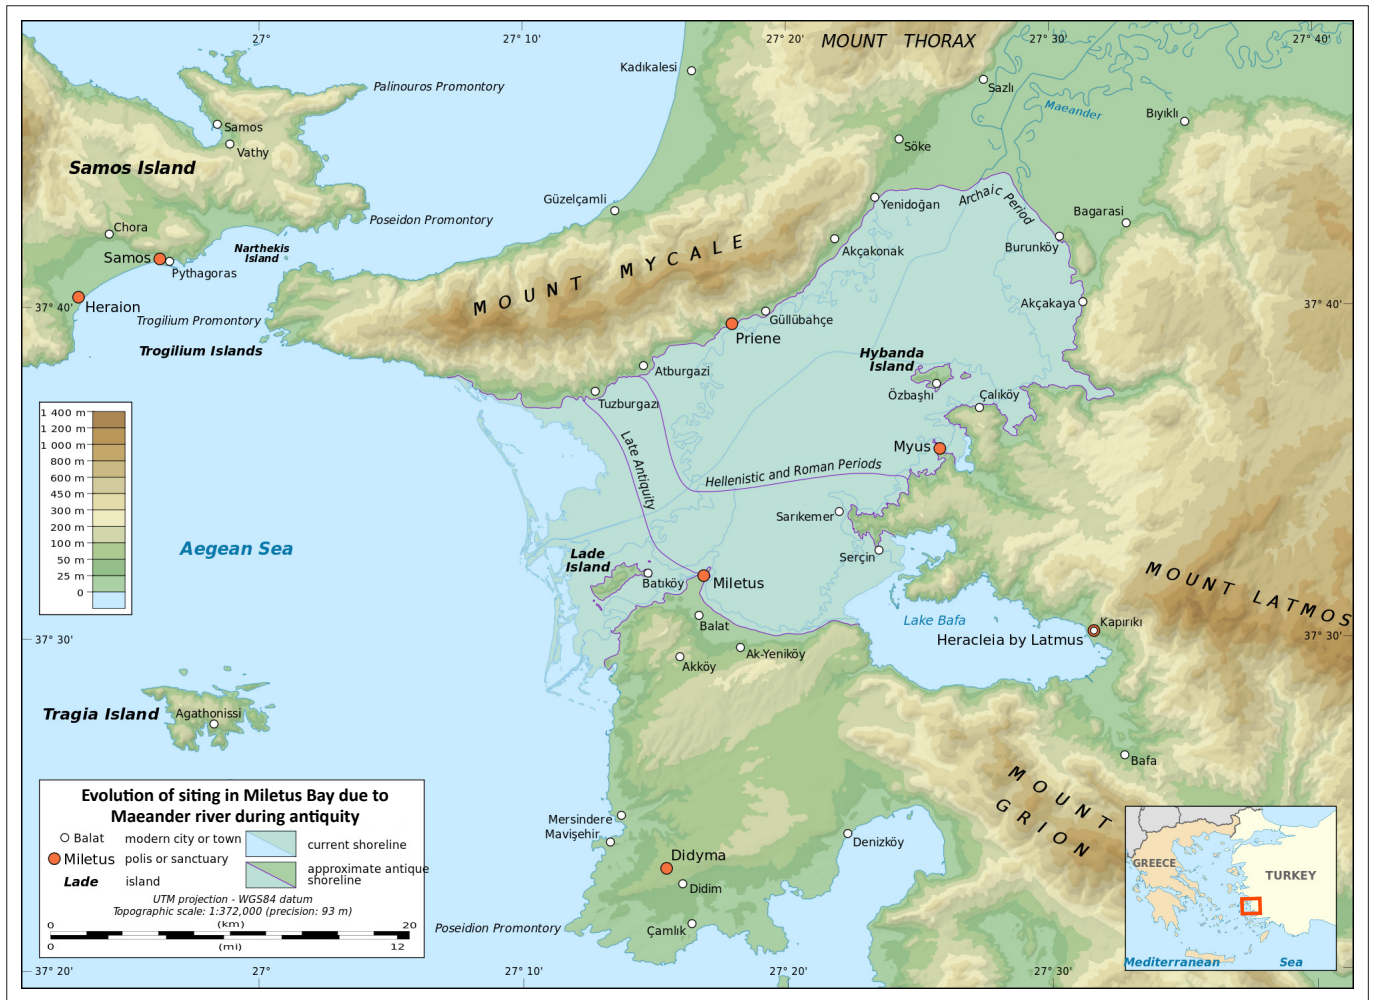 27°
27° 10'
27° 20'
27° 30'
27° 40'
MOUNT THORAX
Kadıkalesi
Sazlı
Palinouros Promontory
Maeander
Bıyıklı
Samos
Vathy
Söke
Samos Island
Güzelçamli
Yenidoğan
Archaic Period
Poseidon Promontory
Bagarasi
Chora
Akçakonak
Burunköy
Narthekis
Island
MOUNT MYCALE
Samos
Pythagoras
Heraion
37° 40'
Akçakaya
37° 40'
Trogilium Promontory
Güllübahçe
Priene
Trogilium Islands
Hybanda
Island
Atburgazi
Özbaşhı
Çalıköy
Tuzburgazı
1 400 m
1 200 m
1 000 m
800 m
600 m
450 m
300 m
200 m
100 m
50 m
25 m
0
Late Antiquity
Myus
Hellenistic and Roman Periods
Sarıkemer
Aegean Sea
Serçin
Lade
Island
Batıköy
Miletus
MOUNT LATMOS
Balat
Lake Bafa
Kapırıkı
Heracleia by Latmus
37° 30'
37° 30'
Ak-Yeniköy
Akköy
Tragia Island
Agathonissi
Bafa
MOUNT
GRION
Evolution of siting in Miletus Bay due to
Maeander river during antiquity
Balat modern city or town
Miletus polis or sanctuary
Lade island
current shoreline
approximate antique
shoreline
UTM projection - WGS84 datum
Topographic scale: 1:372,000 (precision: 93 m)
0 (km) 20
0 (mi) 12
Mersindere
Mavişehir
Denizköy
Didyma
Didim
Çamlık
Poseidion Promontory
GREECE
TURKEY
Mediterranean Sea
37° 20'
27°
27° 10'
27° 20'
27° 30'